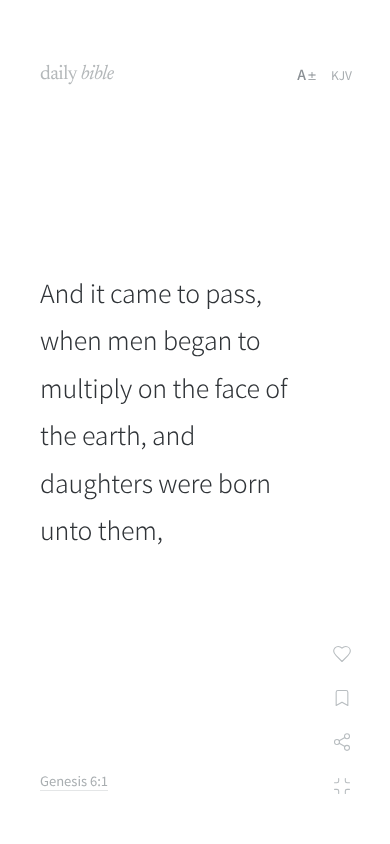 daily bible
A± KJV
And it came to pass,
when men began to
multiply on the face of
the earth, and
daughters were born
unto them,
Genesis 6:1